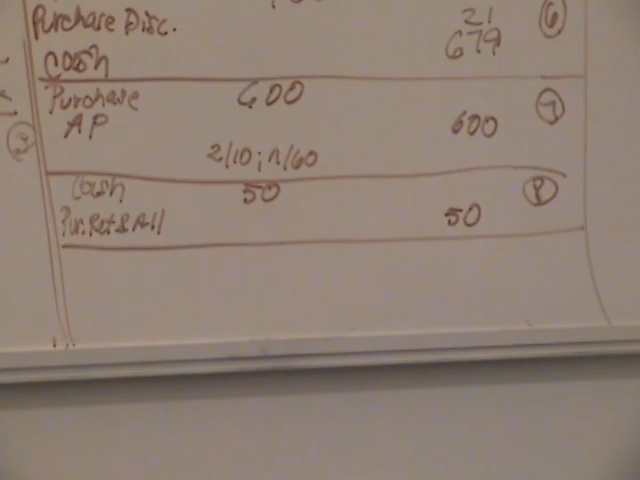 Purchase Disc. 21 6
Cash 679
Purchase 600 7
AP 600
2/10; n/60
Cash 50 8
Pur. Ret & All 50